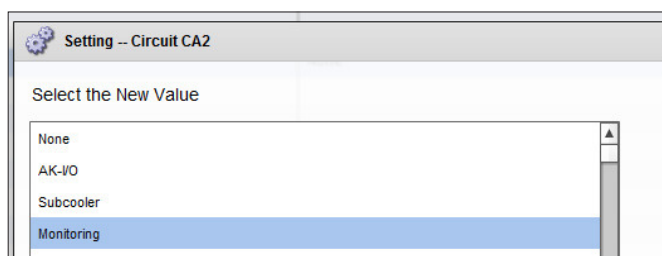 Setting -- Circuit CA2
Select the New Value
None
AK-I/O
Subcooler
Monitoring